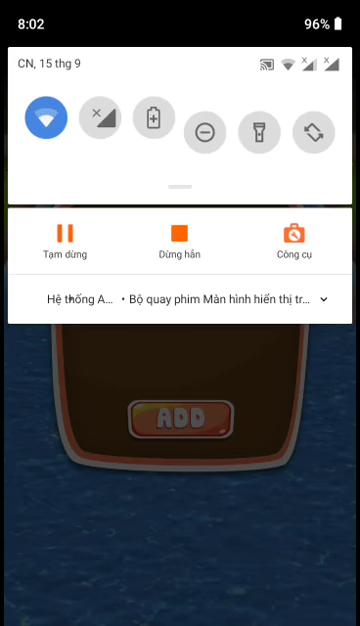 8:02 96%
CN, 15 thg 9
Tạm dừng Dừng hẳn Công cụ
Hệ thống A... • Bộ quay phim Màn hình hiển thị tr...
ADD